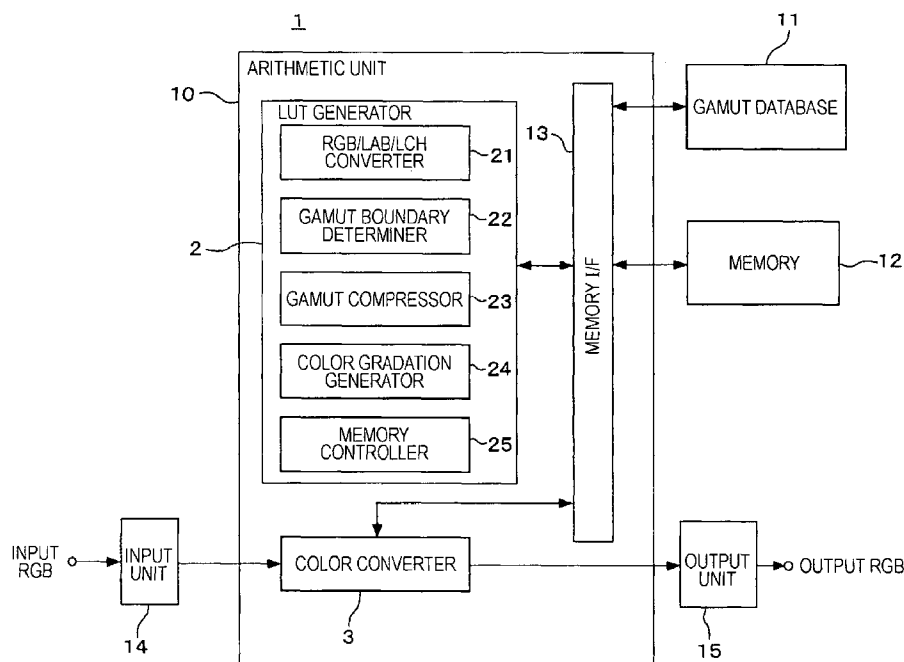 1
11
ARITHMETIC UNIT
10
GAMUT DATABASE
LUT GENERATOR
13
RGB/LAB/LCH
CONVERTER
21
GAMUT BOUNDARY
DETERMINER
22
2
MEMORY I/F
MEMORY
12
GAMUT COMPRESSOR
23
COLOR GRADATION
GENERATOR
24
MEMORY
CONTROLLER
25
INPUT
RGB
INPUT
UNIT
COLOR CONVERTER
OUTPUT
UNIT
OUTPUT RGB
14
3
15